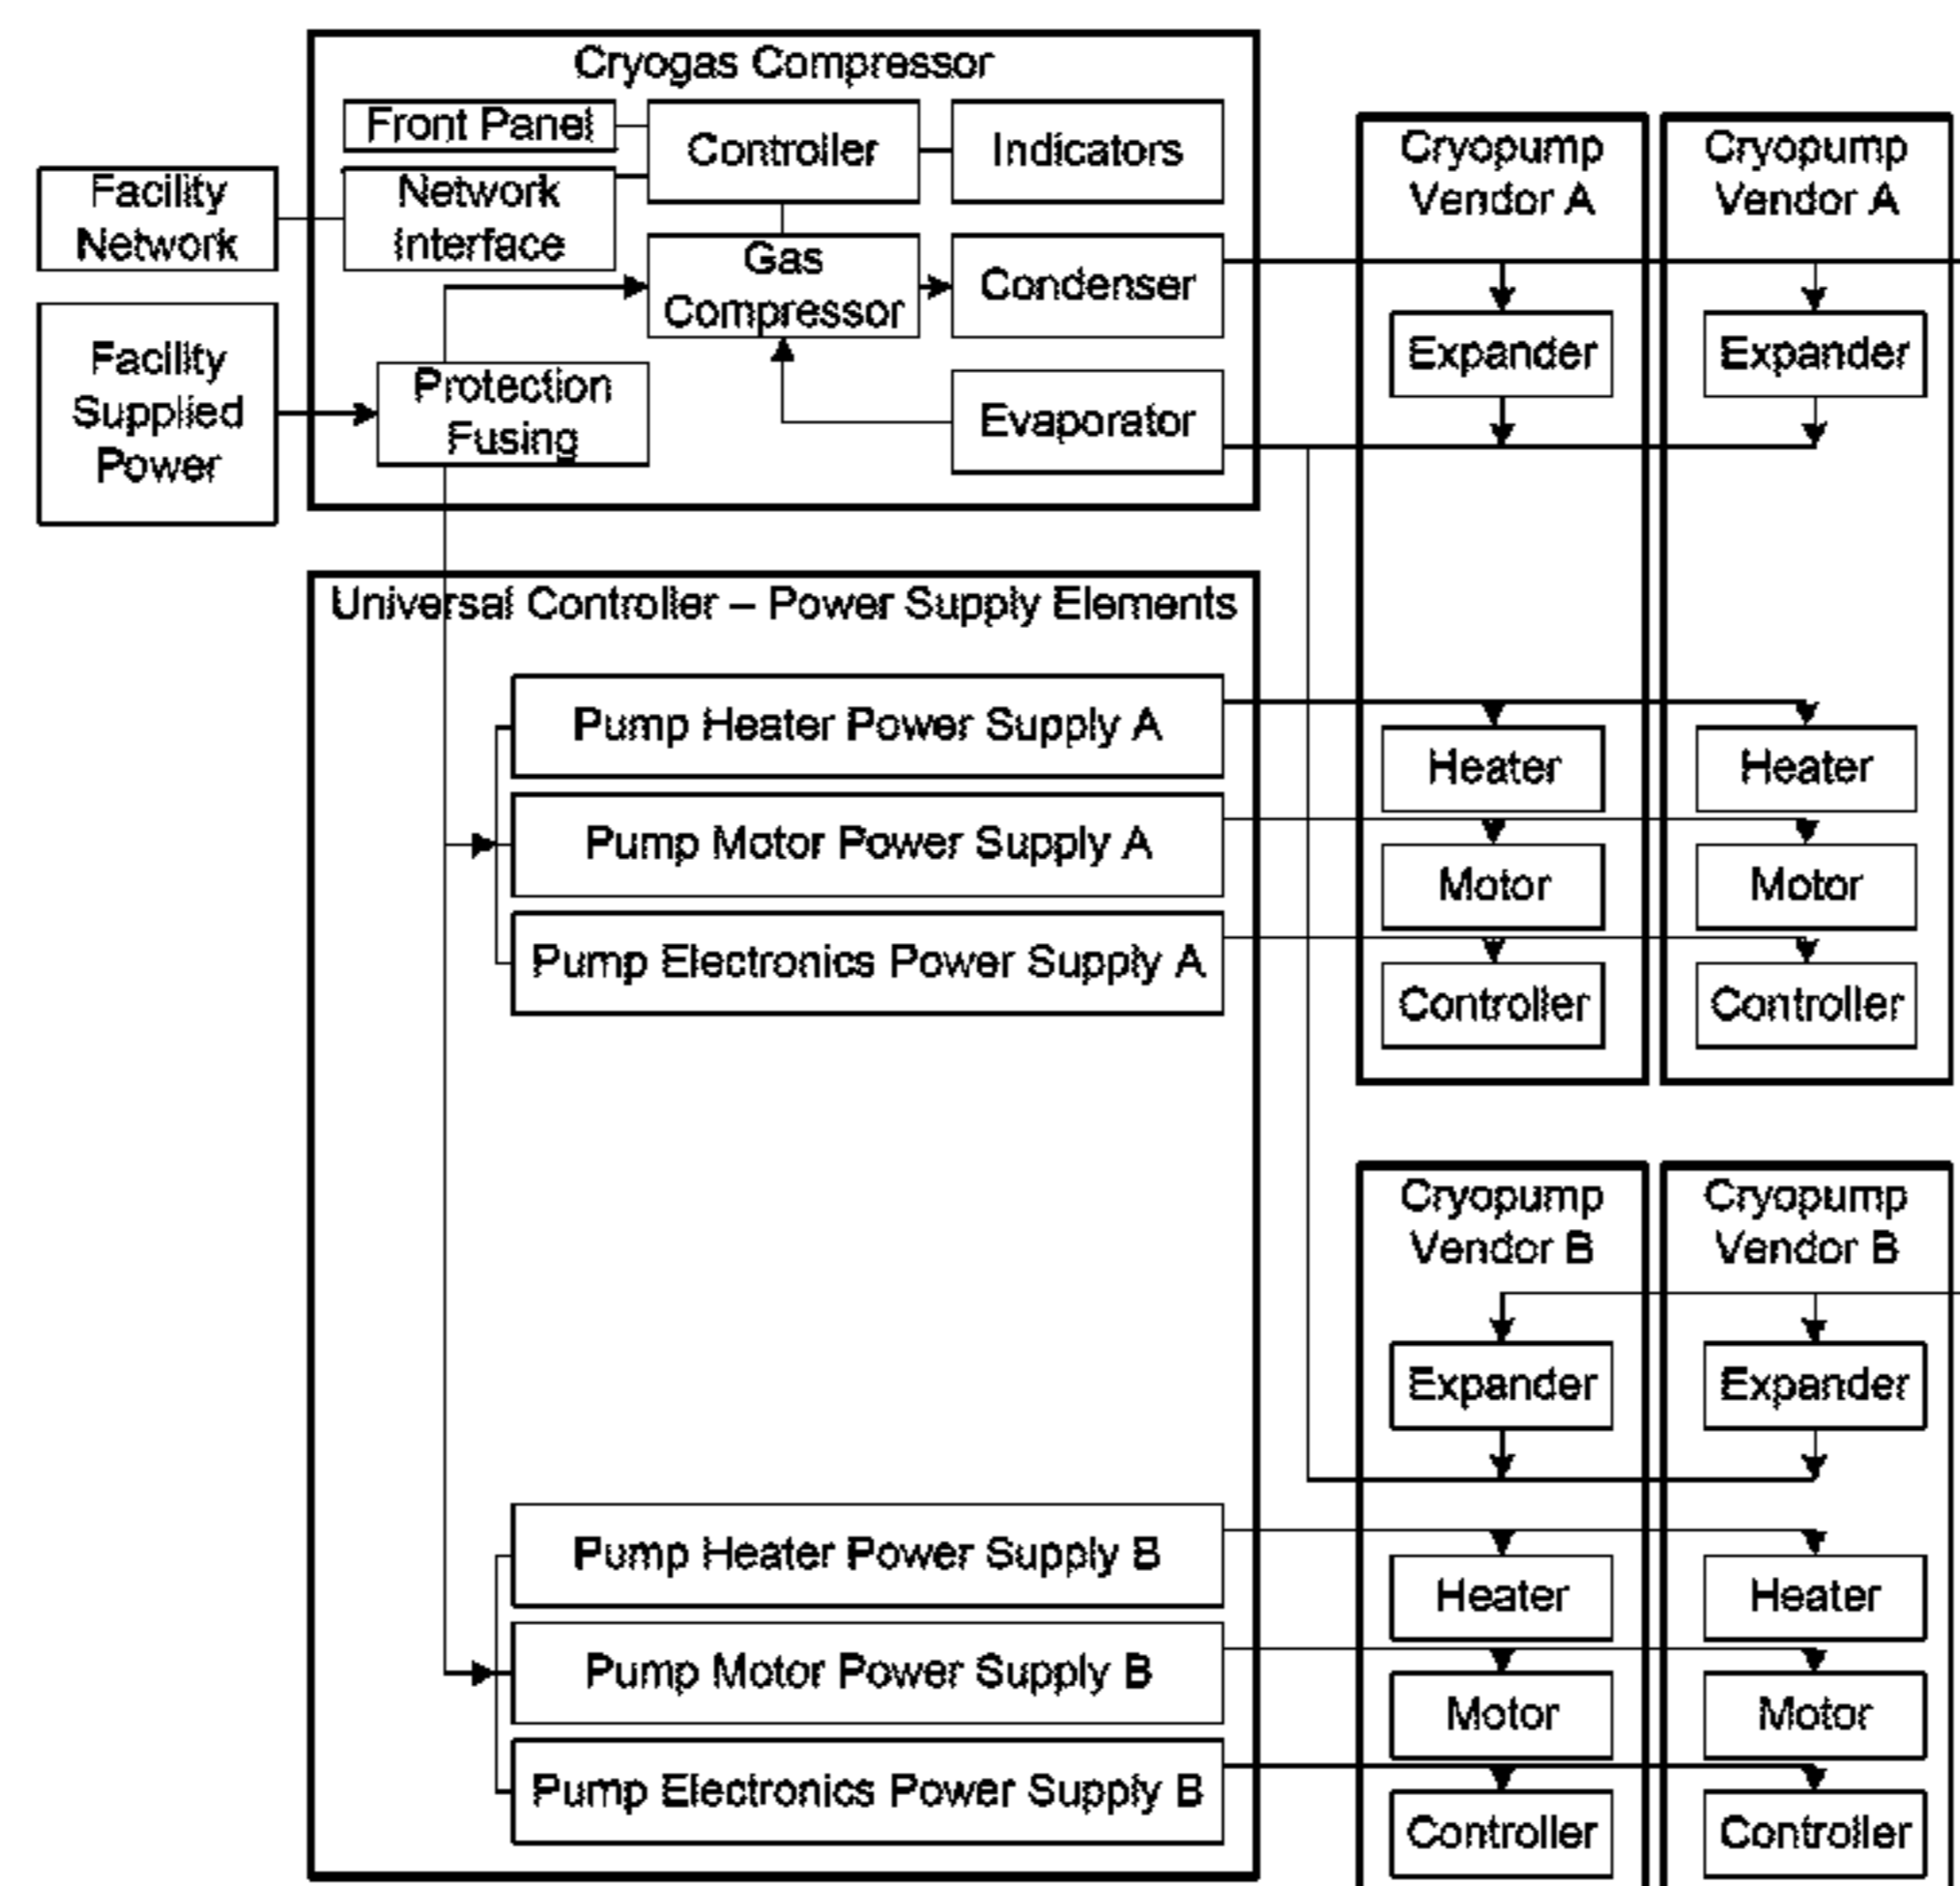 Cryogas Compressor
Front Panel
Controller
Indicators
Network
Interface
Facility
Network
Gas
Compressor
Condenser
Facility
Supplied
Power
Protection
Fusing
Evaporator
Cryopump
Vendor A
Expander
Heater
Motor
Controller
Cryopump
Vendor A
Expander
Heater
Motor
Controller
Universal Controller – Power Supply Elements
Pump Heater Power Supply A
Pump Motor Power Supply A
Pump Electronics Power Supply A
Pump Heater Power Supply B
Pump Motor Power Supply B
Pump Electronics Power Supply B
Cryopump
Vendor B
Expander
Heater
Motor
Controller
Cryopump
Vendor B
Expander
Heater
Motor
Controller